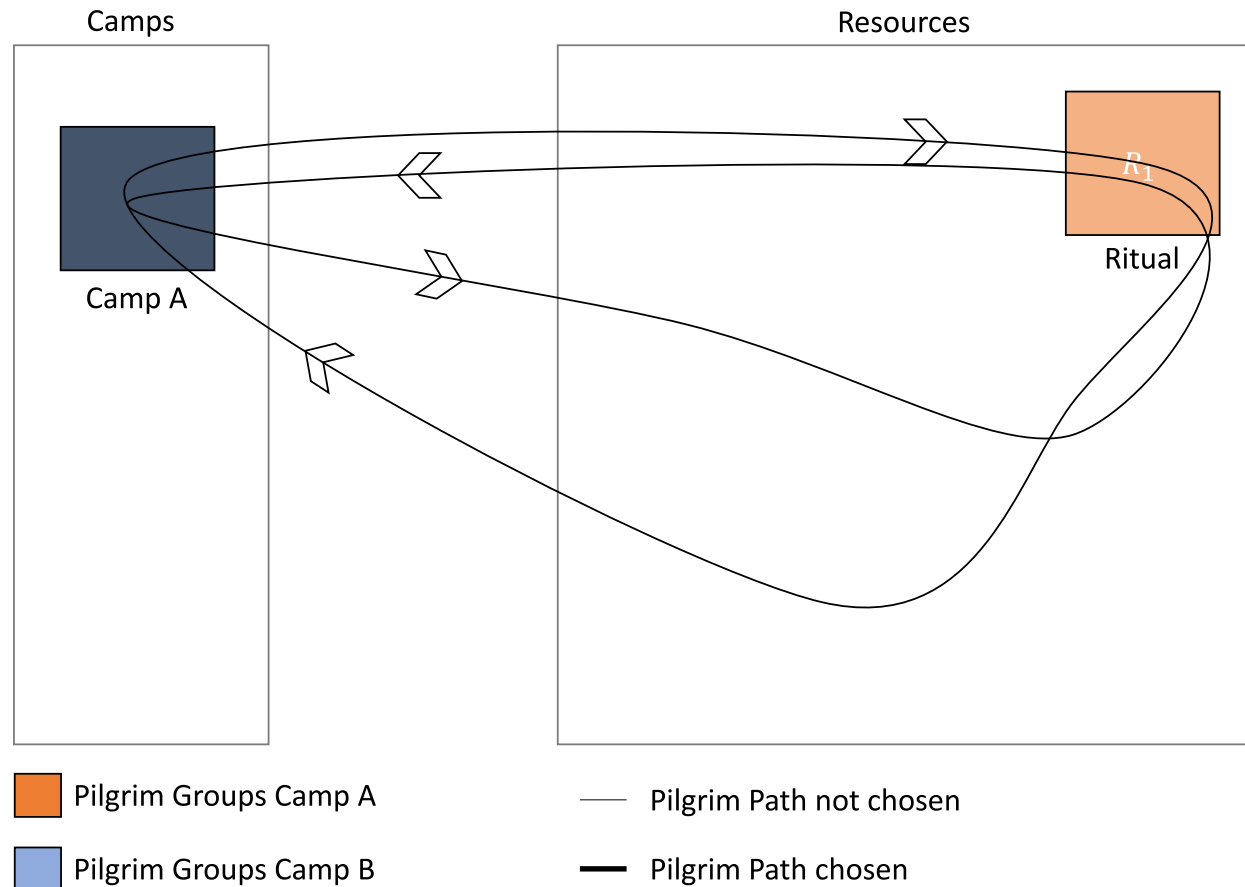 Camps
Resources
R₁
Ritual
Camp A
Pilgrim Groups Camp A
Pilgrim Path not chosen
Pilgrim Groups Camp B
Pilgrim Path chosen